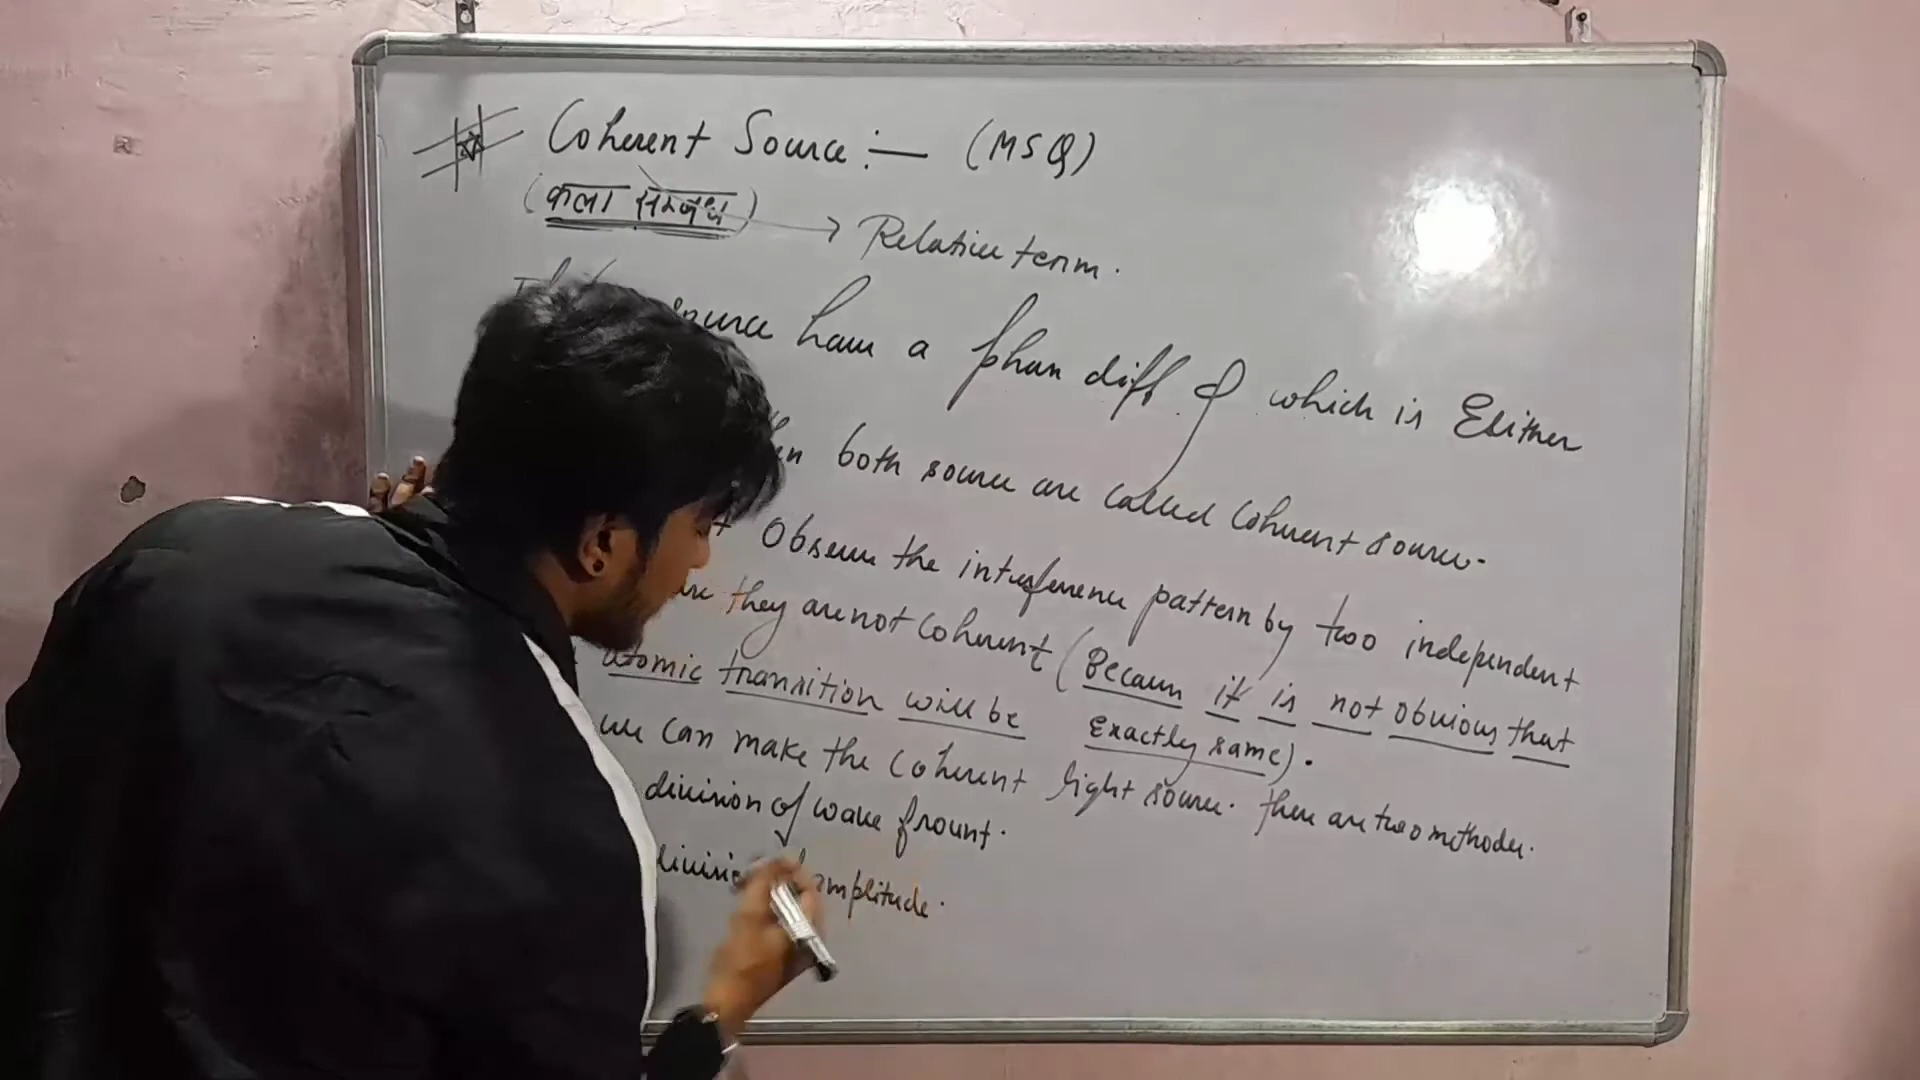 Coherent Source :— (MSQ)
(कला सम्बंध) → Relative term.
source have a phase diff ϕ which is Eeither
both source are called Coherent source.
Observe the interference pattern by two independent
they are not Coherent (Because it is not obvious that
atomic transition will be Exactly same).
we can make the coherent light source. There are two methodes.
division of wave frount.
division of amplitude.